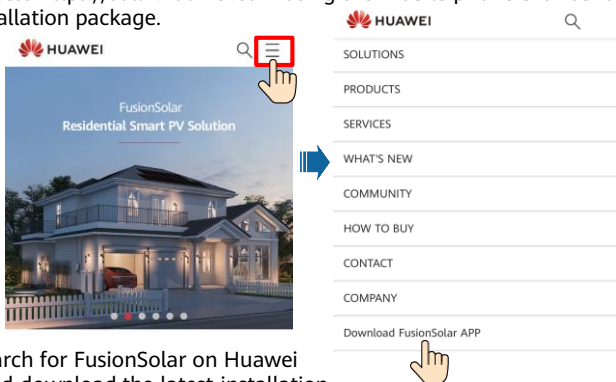 allation package.
HUAWEI
FusionSolar
Residential Smart PV Solution
HUAWEI
SOLUTIONS
PRODUCTS
SERVICES
WHAT'S NEW
COMMUNITY
HOW TO BUY
CONTACT
COMPANY
Download FusionSolar APP
arch for FusionSolar on Huawei
d download the latest installation